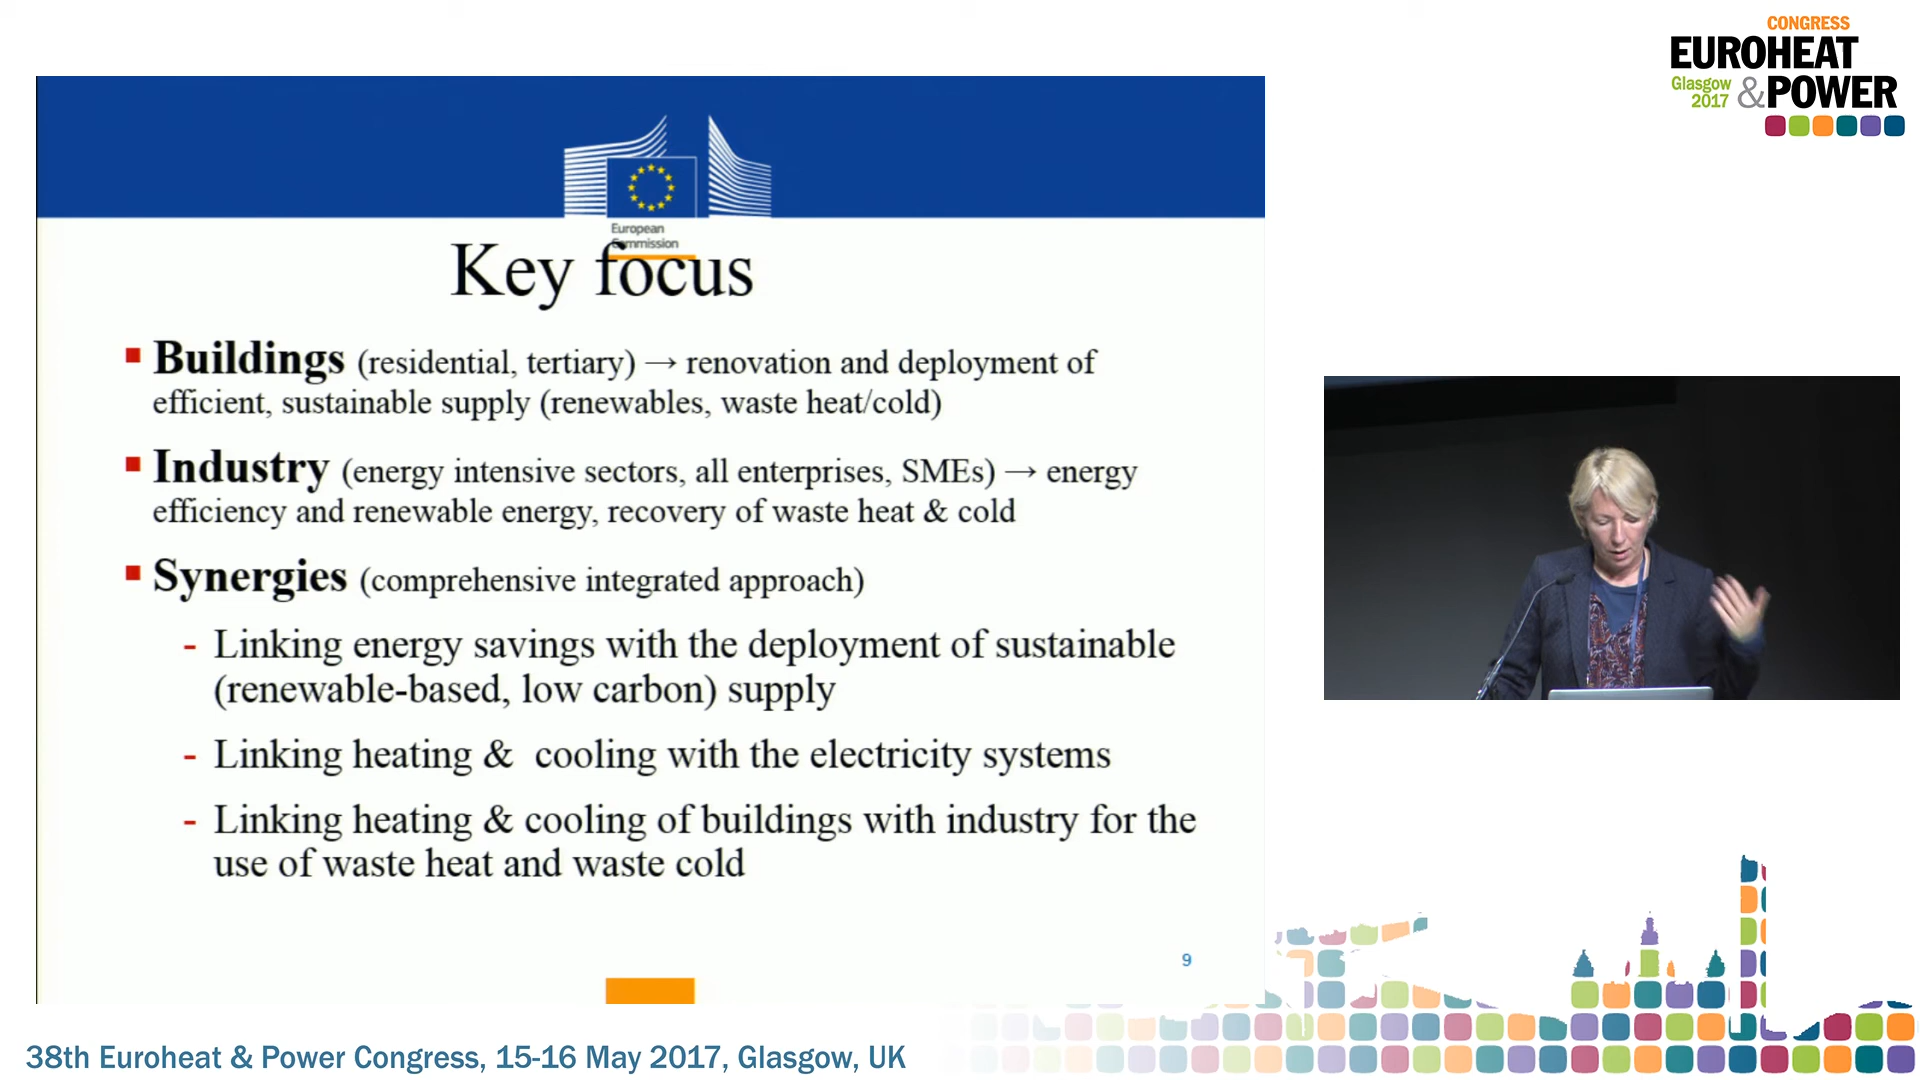 CONGRESS
EUROHEAT
Glasgow
2017 &POWER
European
Commission
Key focus
Buildings (residential, tertiary) → renovation and deployment of
efficient, sustainable supply (renewables, waste heat/cold)
Industry (energy intensive sectors, all enterprises, SMEs) → energy
efficiency and renewable energy, recovery of waste heat & cold
Synergies (comprehensive integrated approach)
- Linking energy savings with the deployment of sustainable
(renewable-based, low carbon) supply
- Linking heating & cooling with the electricity systems
- Linking heating & cooling of buildings with industry for the
use of waste heat and waste cold
9
38th Euroheat & Power Congress, 15-16 May 2017, Glasgow, UK